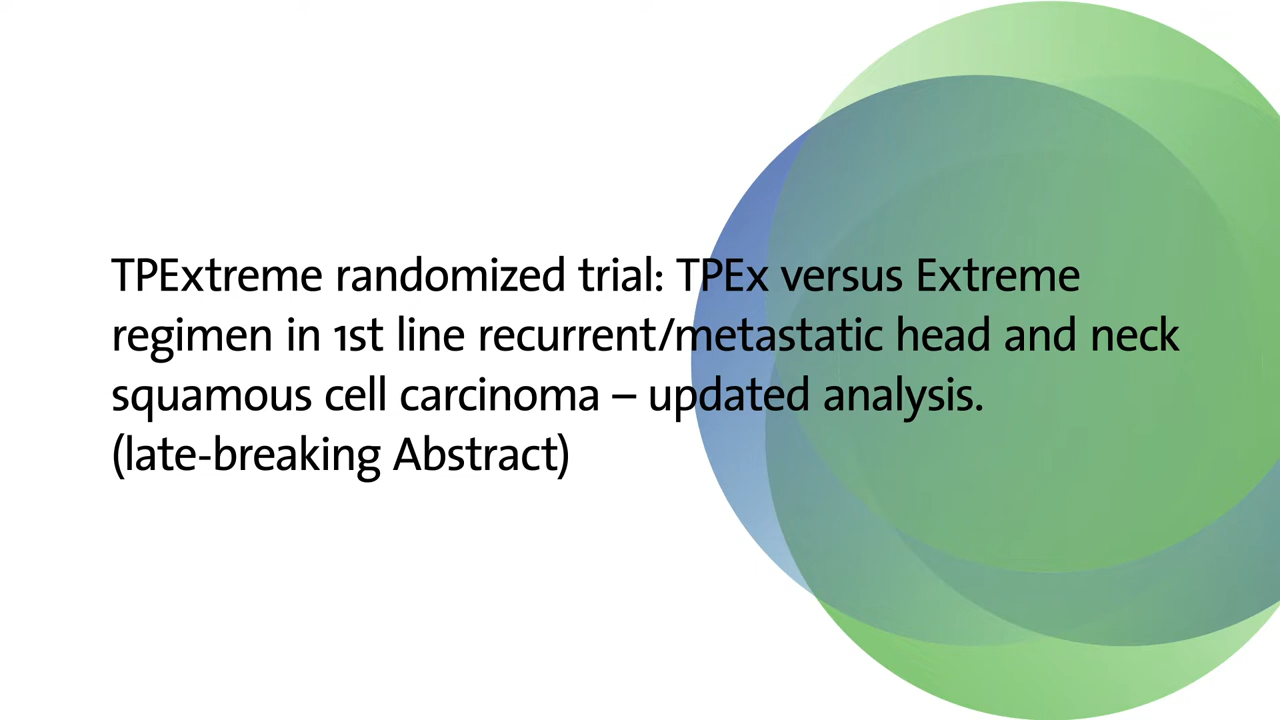 TPExtreme randomized trial: TPEx versus Extreme
regimen in 1st line recurrent/metastatic head and neck
squamous cell carcinoma – updated analysis.
(late-breaking Abstract)